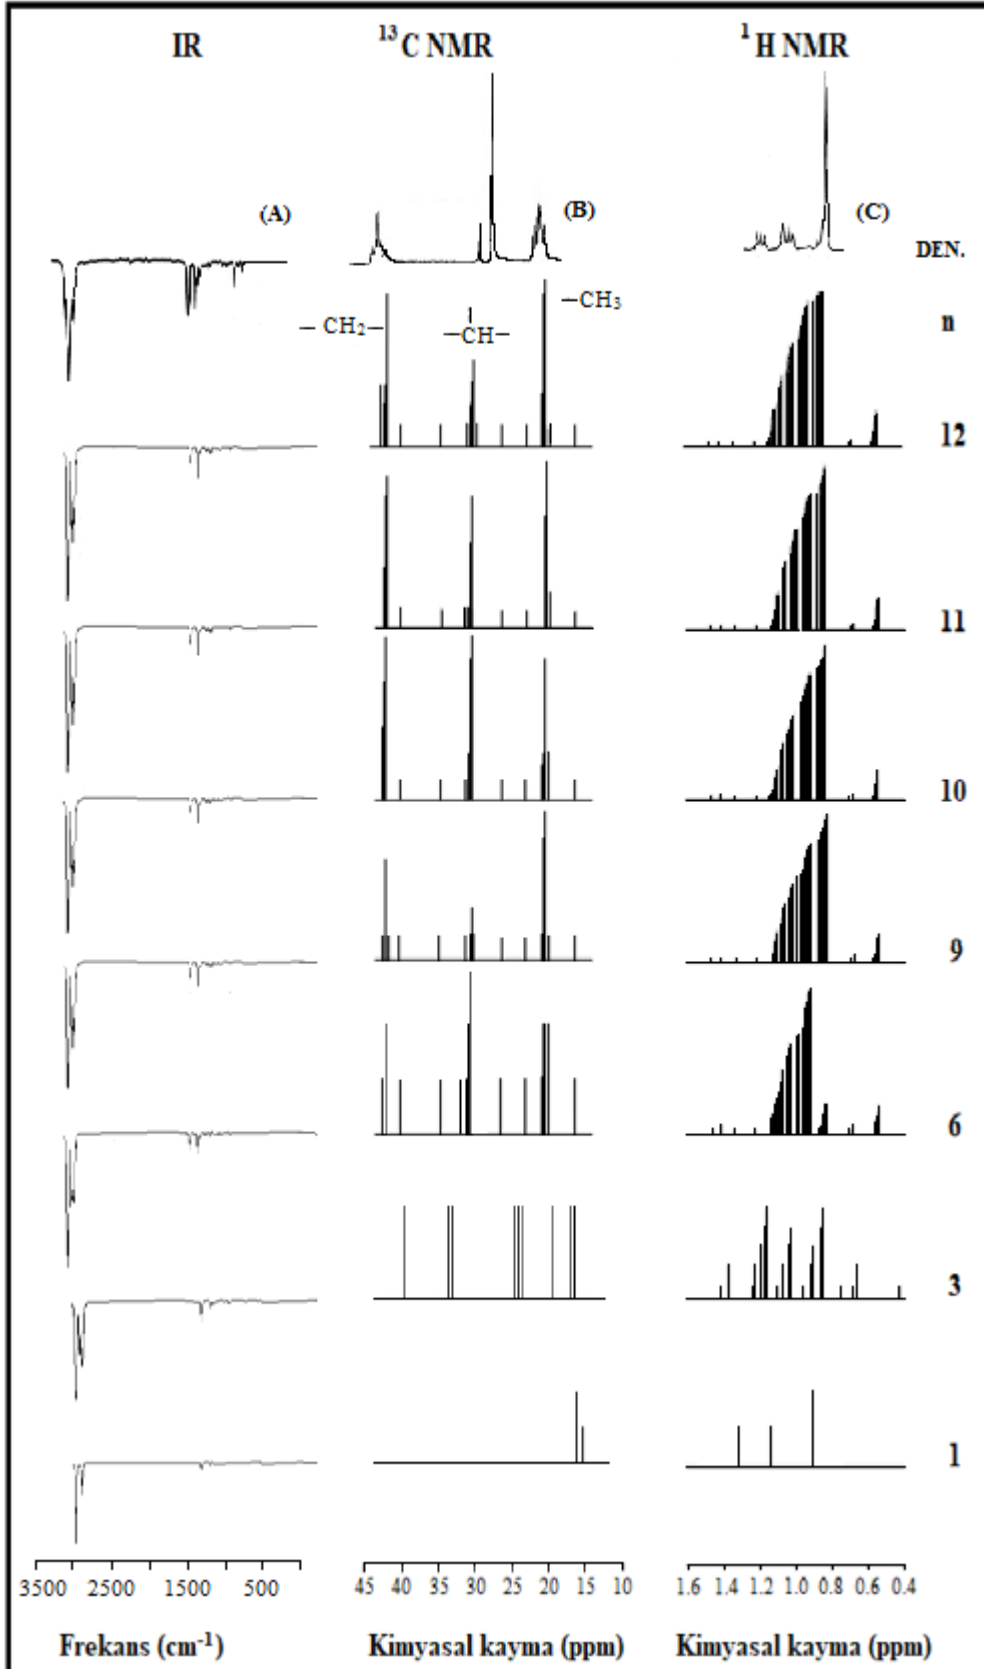 IR
¹³C NMR
¹H NMR
(A)
(B)
(C)
DEN.
– CH₂–
–CH–
–CH₃
n
12
11
10
9
6
3
1
3500 2500 1500 500
45 40 35 30 25 20 15 10
1.6 1.4 1.2 1.0 0.8 0.6 0.4
Frekans (cm⁻¹)
Kimyasal kayma (ppm)
Kimyasal kayma (ppm)